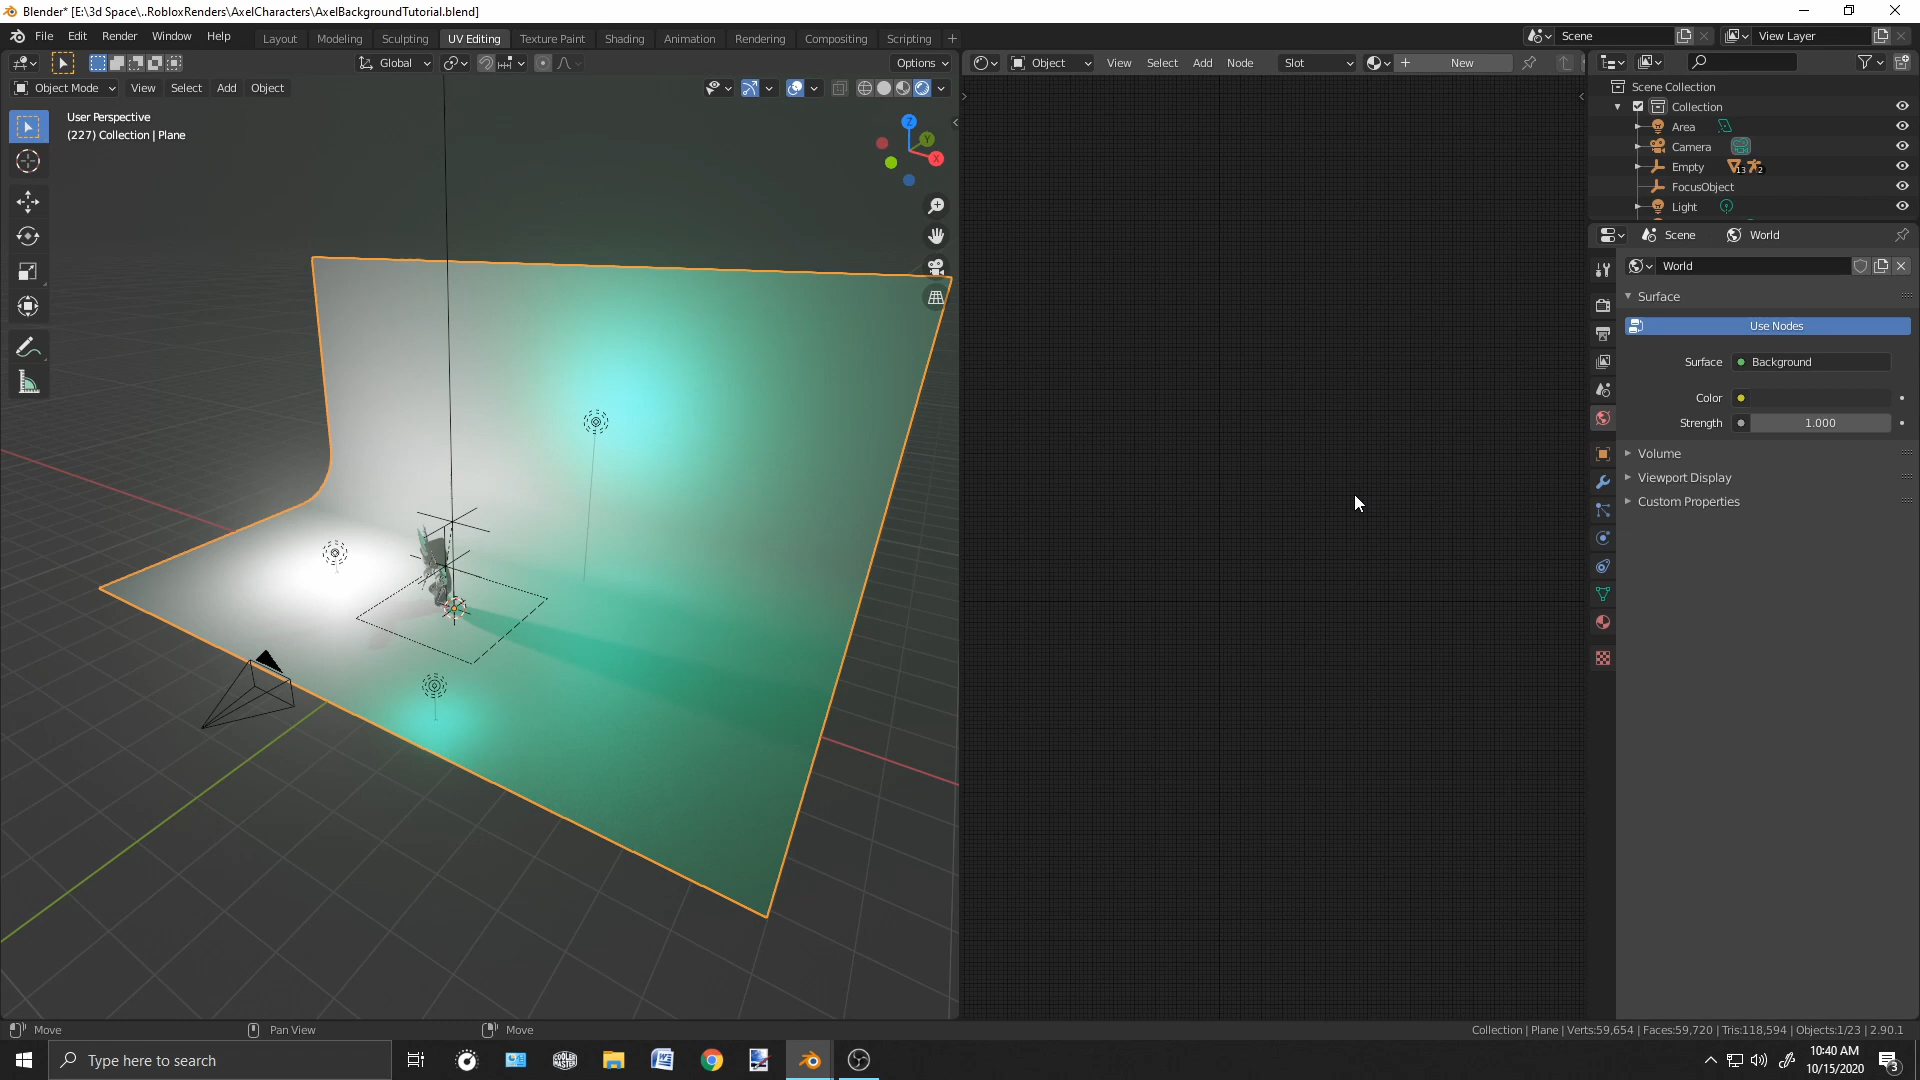 Blender* [E:\3d Space\..RobloxRenders\AxelCharacters\AxelBackgroundTutorial.blend]
File Edit Render Window Help Layout Modeling Sculpting UV Editing Texture Paint Shading Animation Rendering Compositing Scripting + Scene View Layer
Global Options Object View Select Add Node Slot New
Object Mode View Select Add Object
User Perspective
(227) Collection | Plane
Z
Y
X
Scene Collection
Collection
Area
Camera
Empty 13 2
FocusObject
Light
Scene World
World
Surface
Use Nodes
Surface Background
Color
Strength 1.000
Volume
Viewport Display
Custom Properties
Move Pan View Move Collection | Plane | Verts:59,654 | Faces:59,720 | Tris:118,594 | Objects:1/23 | 2.90.1
Type here to search
COOLER MASTER
W
10:40 AM
10/15/2020
3